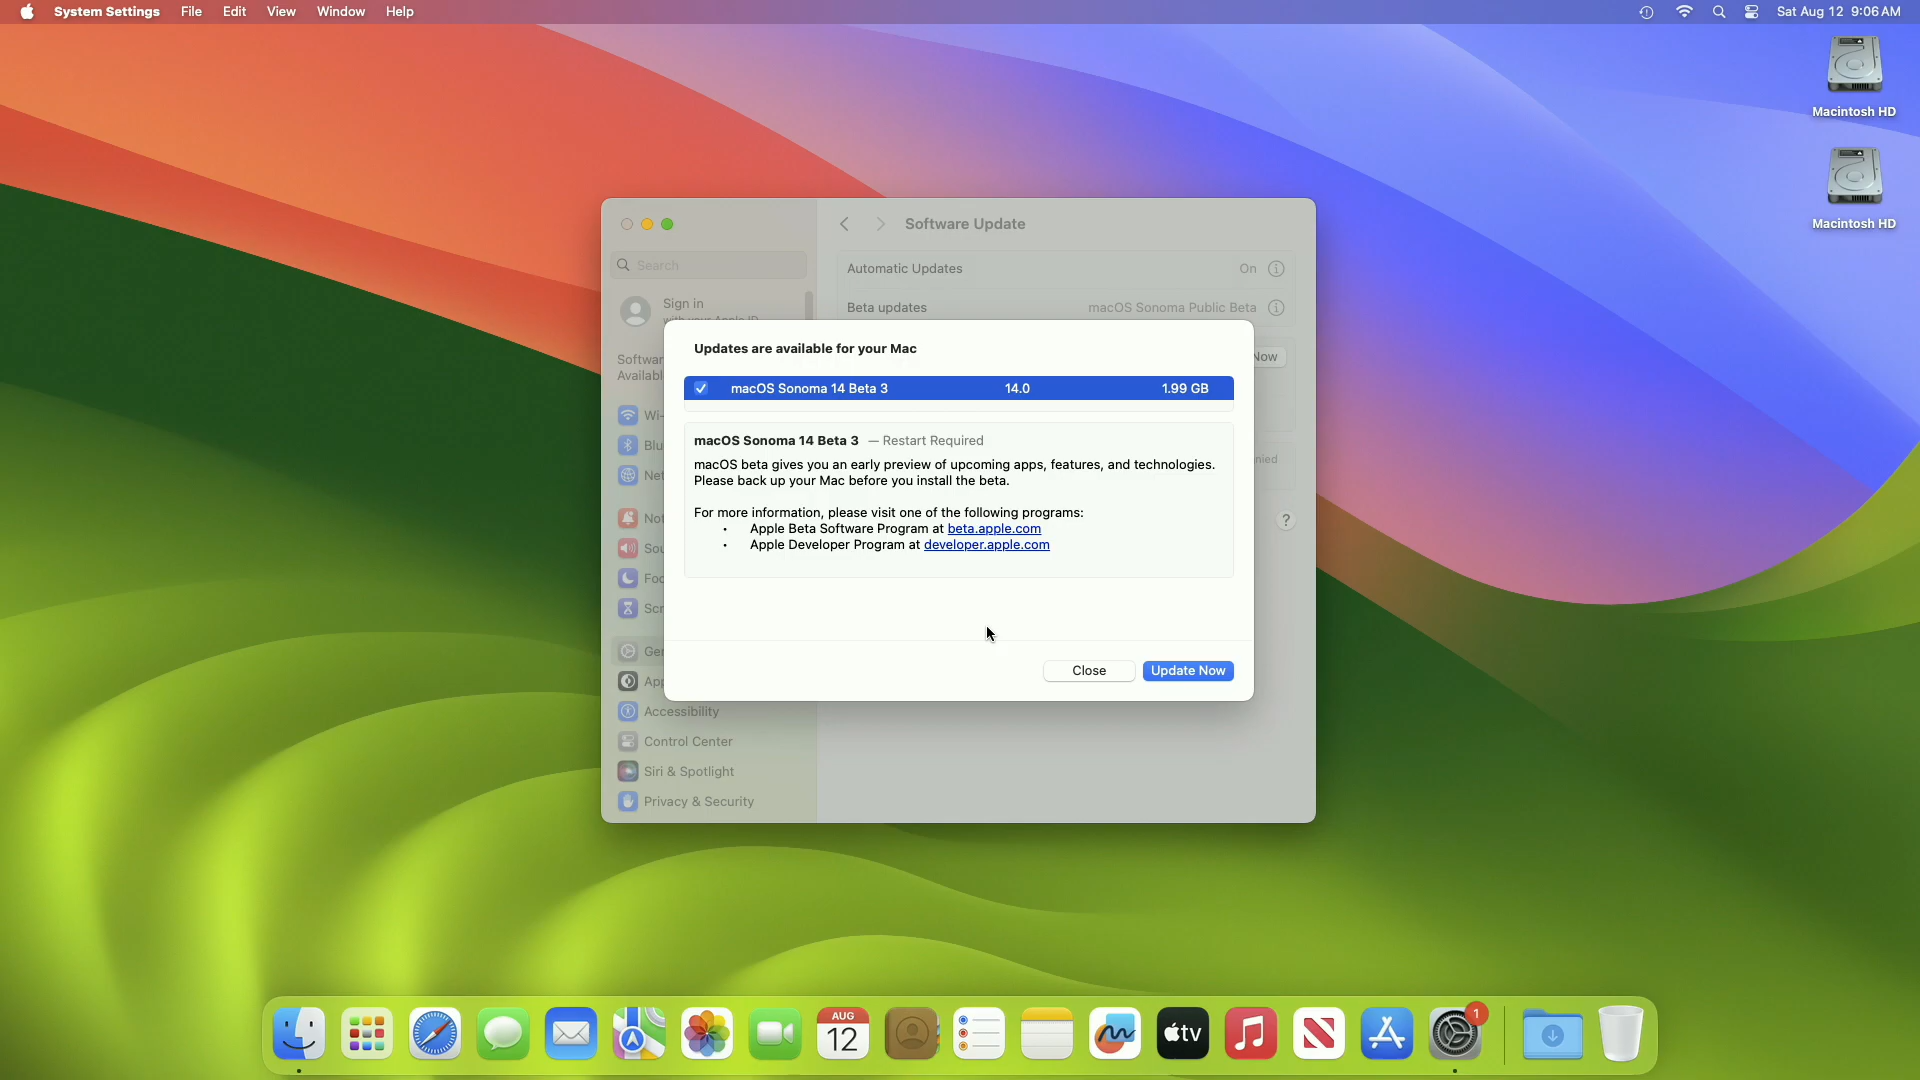 System Settings File Edit View Window Help
Sat Aug 12 9:06 AM
Macintosh HD
Macintosh HD
Software Update
Search
Automatic Updates On
Sign in
Beta updates macOS Sonoma Public Beta
Updates are available for your Mac
Now
macOS Sonoma 14 Beta 3 14.0 1.99 GB
macOS Sonoma 14 Beta 3 — Restart Required
macOS beta gives you an early preview of upcoming apps, features, and technologies.
Please back up your Mac before you install the beta.
For more information, please visit one of the following programs:
• Apple Beta Software Program at beta.apple.com
• Apple Developer Program at developer.apple.com
?
Close Update Now
Accessibility
Control Center
Siri & Spotlight
Privacy & Security
AUG
12
tv
1